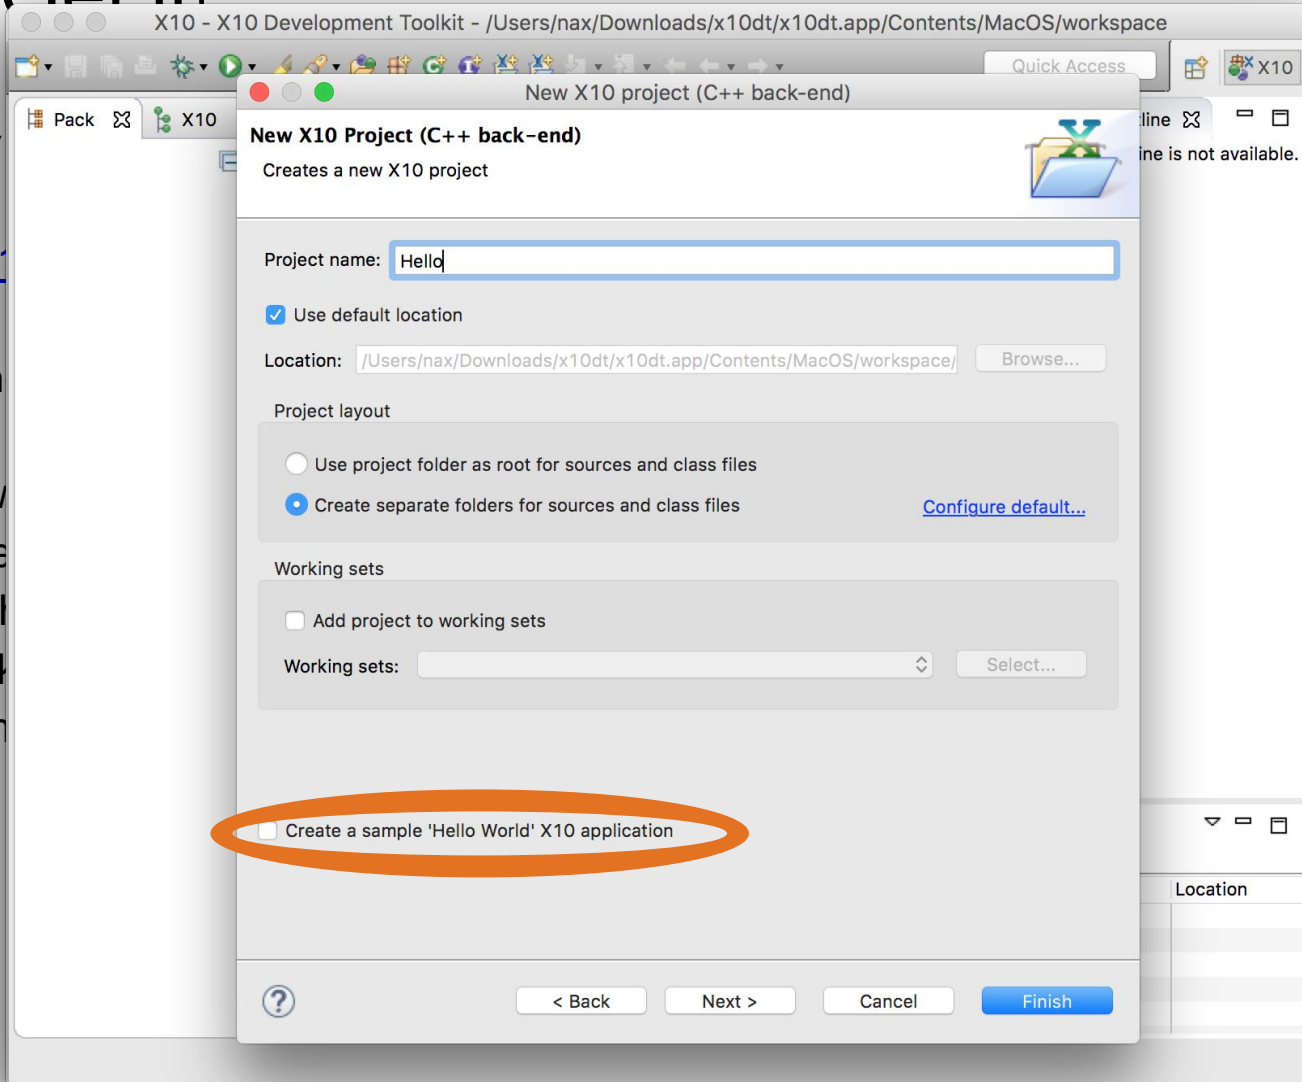 X10 - X10 Development Toolkit - /Users/nax/Downloads/x10dt/x10dt.app/Contents/MacOS/workspace
Quick Access
X10
Pack
X10
New X10 project (C++ back-end)
line
ine is not available.
New X10 Project (C++ back-end)
Creates a new X10 project
Project name: Hello
Use default location
Location: /Users/nax/Downloads/x10dt/x10dt.app/Contents/MacOS/workspace/
Browse...
Project layout
Use project folder as root for sources and class files
Create separate folders for sources and class files
Configure default...
Working sets
Add project to working sets
Working sets:
Select...
Create a sample 'Hello World' X10 application
Location
?
< Back
Next >
Cancel
Finish